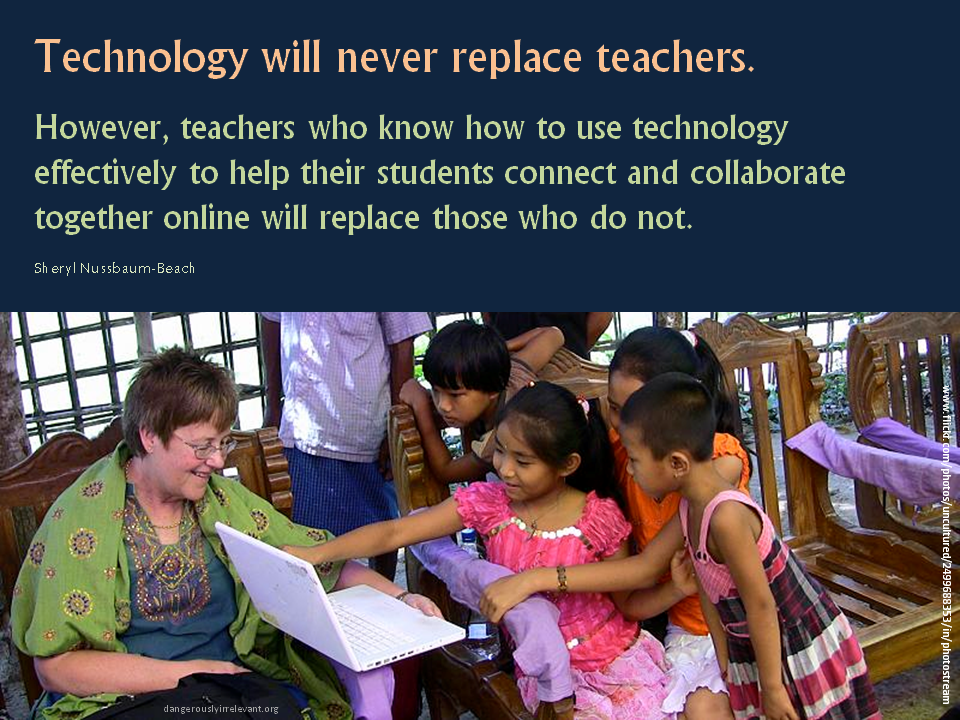 Technology will never replace teachers.
However, teachers who know how to use technology
effectively to help their students connect and collaborate
together online will replace those who do not.
Sheryl Nussbaum-Beach
www.flickr.com/photos/uncultured/2499688353/in/photostream
dangerouslyirrelevant.org